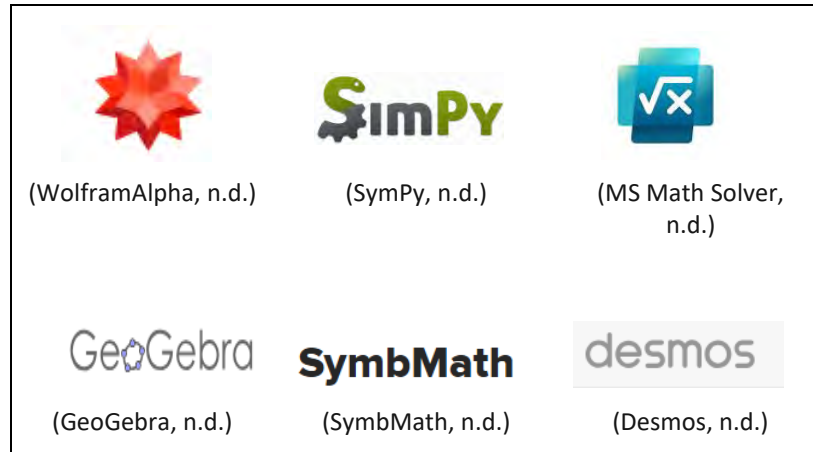 SimPy
√x
(WolframAlpha, n.d.)
(SymPy, n.d.)
(MS Math Solver,
n.d.)
GeoGebra
SymbMath
desmos
(GeoGebra, n.d.)
(SymbMath, n.d.)
(Desmos, n.d.)